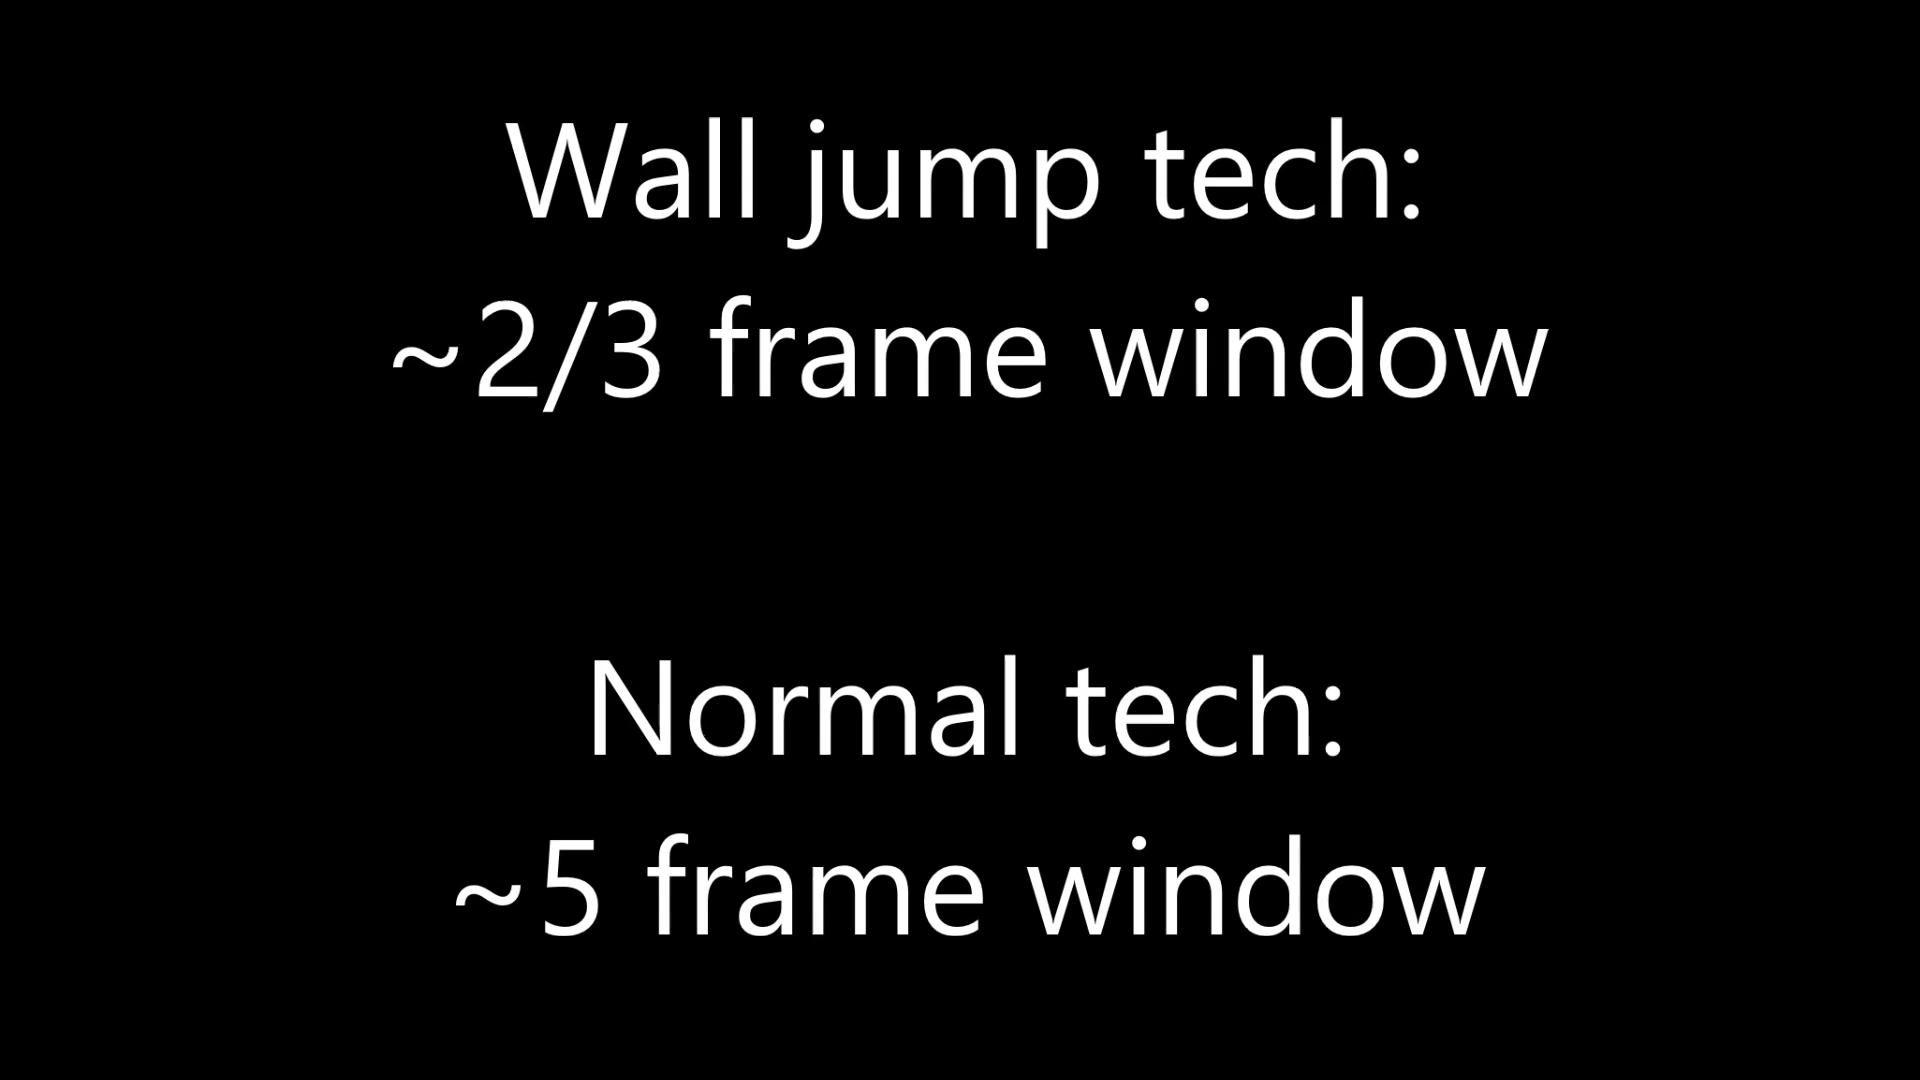 Wall jump tech:
~2/3 frame window
Normal tech:
~5 frame window